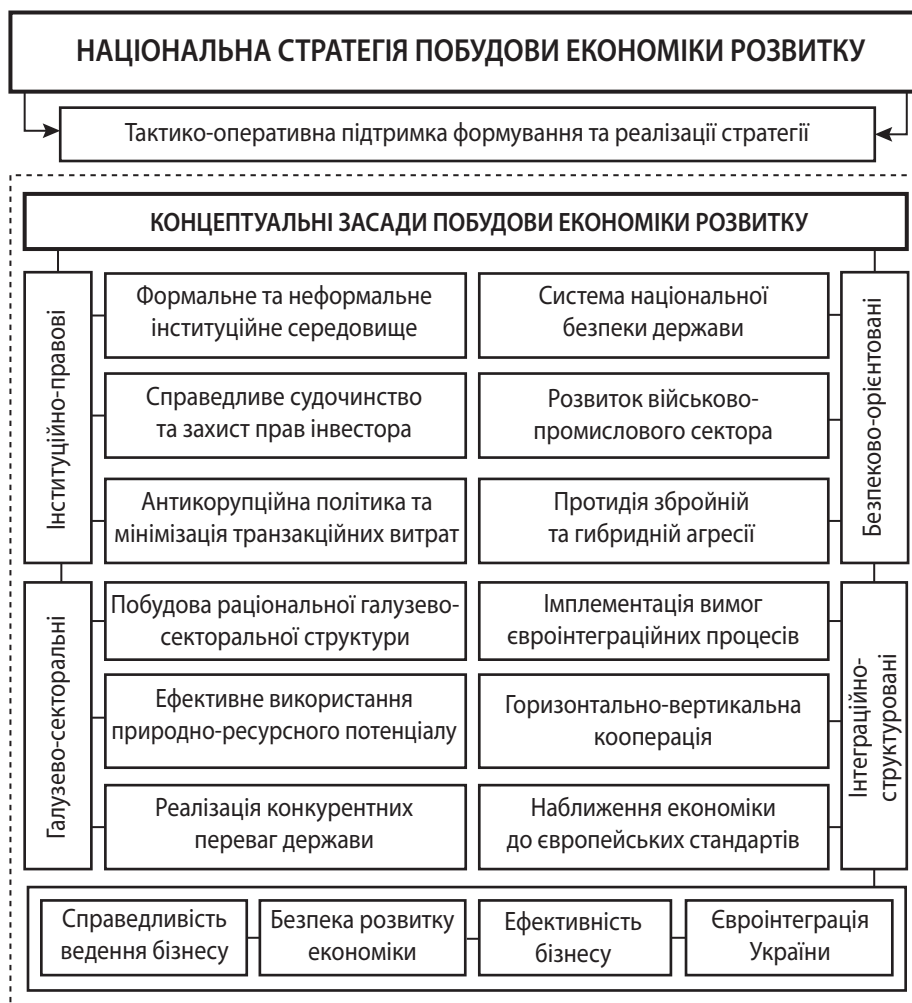 НАЦІОНАЛЬНА СТРАТЕГІЯ ПОБУДОВИ ЕКОНОМІКИ РОЗВИТКУ
Тактико-оперативна підтримка формування та реалізації стратегії
КОНЦЕПТУАЛЬНІ ЗАСАДИ ПОБУДОВИ ЕКОНОМІКИ РОЗВИТКУ
Інституційно-правові
Формальне та неформальне
інституційне середовище
Справедливе судочинство
та захист прав інвестора
Антикорупційна політика та
мінімізація транзакційних витрат
Система національної
безпеки держави
Розвиток військово-
промислового сектора
Протидія збройній
та гибридній агресії
Безпеково-орієнтовані
Галузево-секторальні
Побудова раціональної галузево-
секторальної структури
Ефективне використання
природно-ресурсного потенціалу
Реалізація конкурентних
переваг держави
Імплементація вимог
євроінтеграційних процесів
Горизонтально-вертикальна
кооперація
Наближення економіки
до європейських стандартів
Інтеграційно-
структуровані
Справедливість
ведення бізнесу
Безпека розвитку
економіки
Ефективність
бізнесу
Євроінтеграція
України